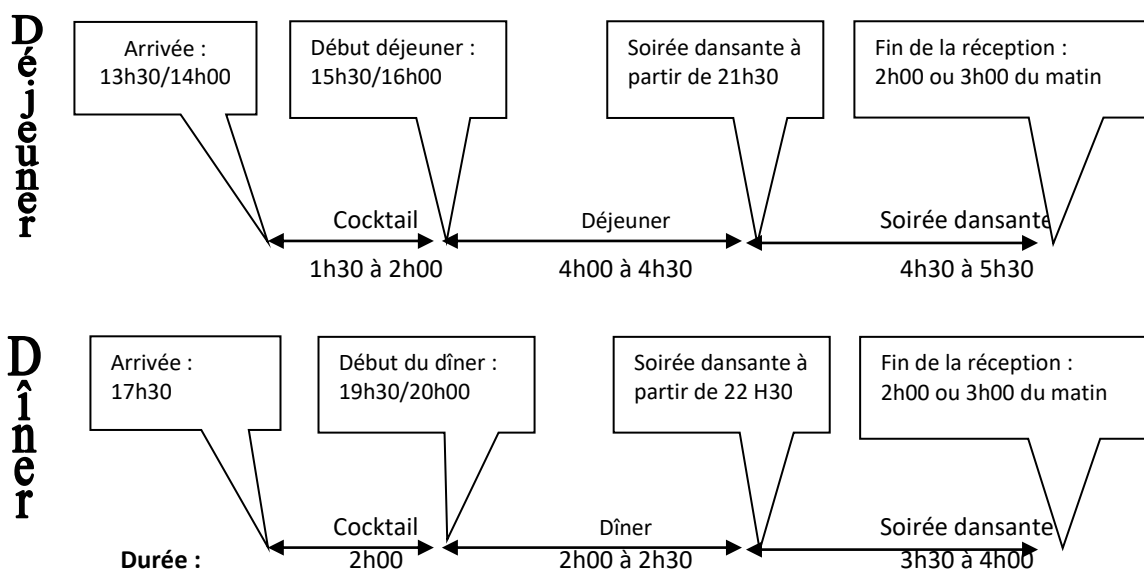 Déjeuner
Arrivée :
13h30/14h00
Début déjeuner :
15h30/16h00
Soirée dansante à
partir de 21h30
Fin de la réception :
2h00 ou 3h00 du matin
Cocktail
Déjeuner
Soirée dansante
1h30 à 2h00
4h00 à 4h30
4h30 à 5h30
Dîner
Arrivée :
17h30
Début du dîner :
19h30/20h00
Soirée dansante à
partir de 22 H30
Fin de la réception :
2h00 ou 3h00 du matin
Cocktail
Dîner
Soirée dansante
Durée :
2h00
2h00 à 2h30
3h30 à 4h00